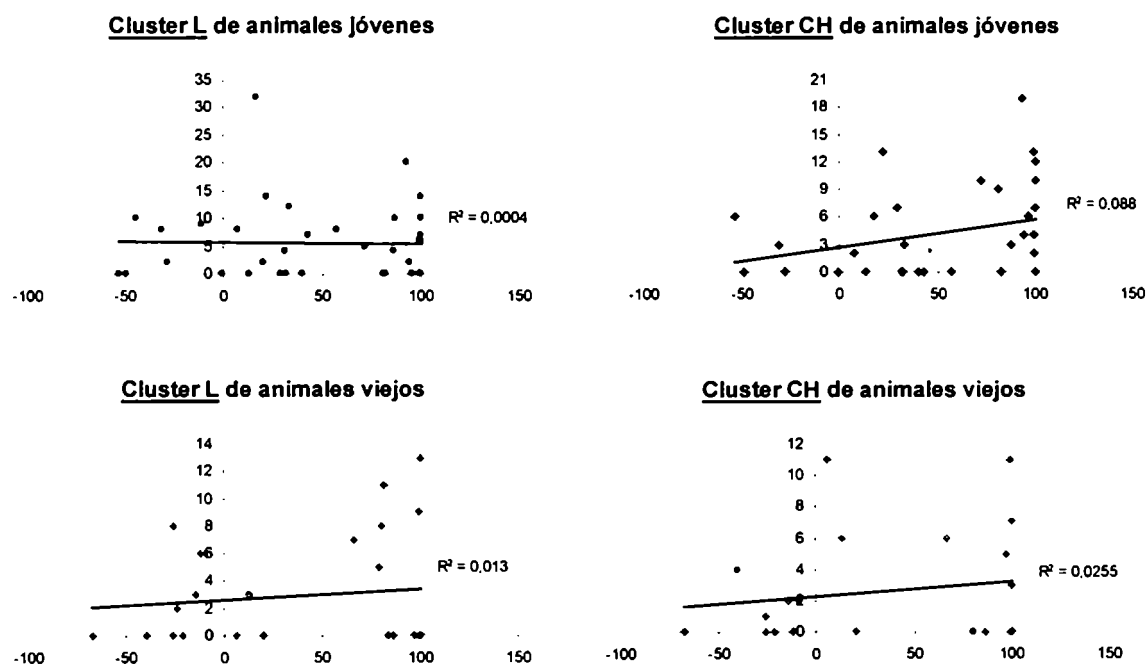 Cluster L de animales jóvenes
35
30
25
20
15
10
5
0
-100 -50 0 50 100 150
R² = 0,0004
Cluster CH de animales jóvenes
21
18
15
12
9
6
3
0
-100 -50 0 50 100 150
R² = 0,088
Cluster L de animales viejos
14
12
10
8
6
4
2
0
-100 -50 0 50 100 150
R² = 0,013
Cluster CH de animales viejos
12
10
8
6
4
2
0
-100 -50 0 50 100 150
R² = 0,0255